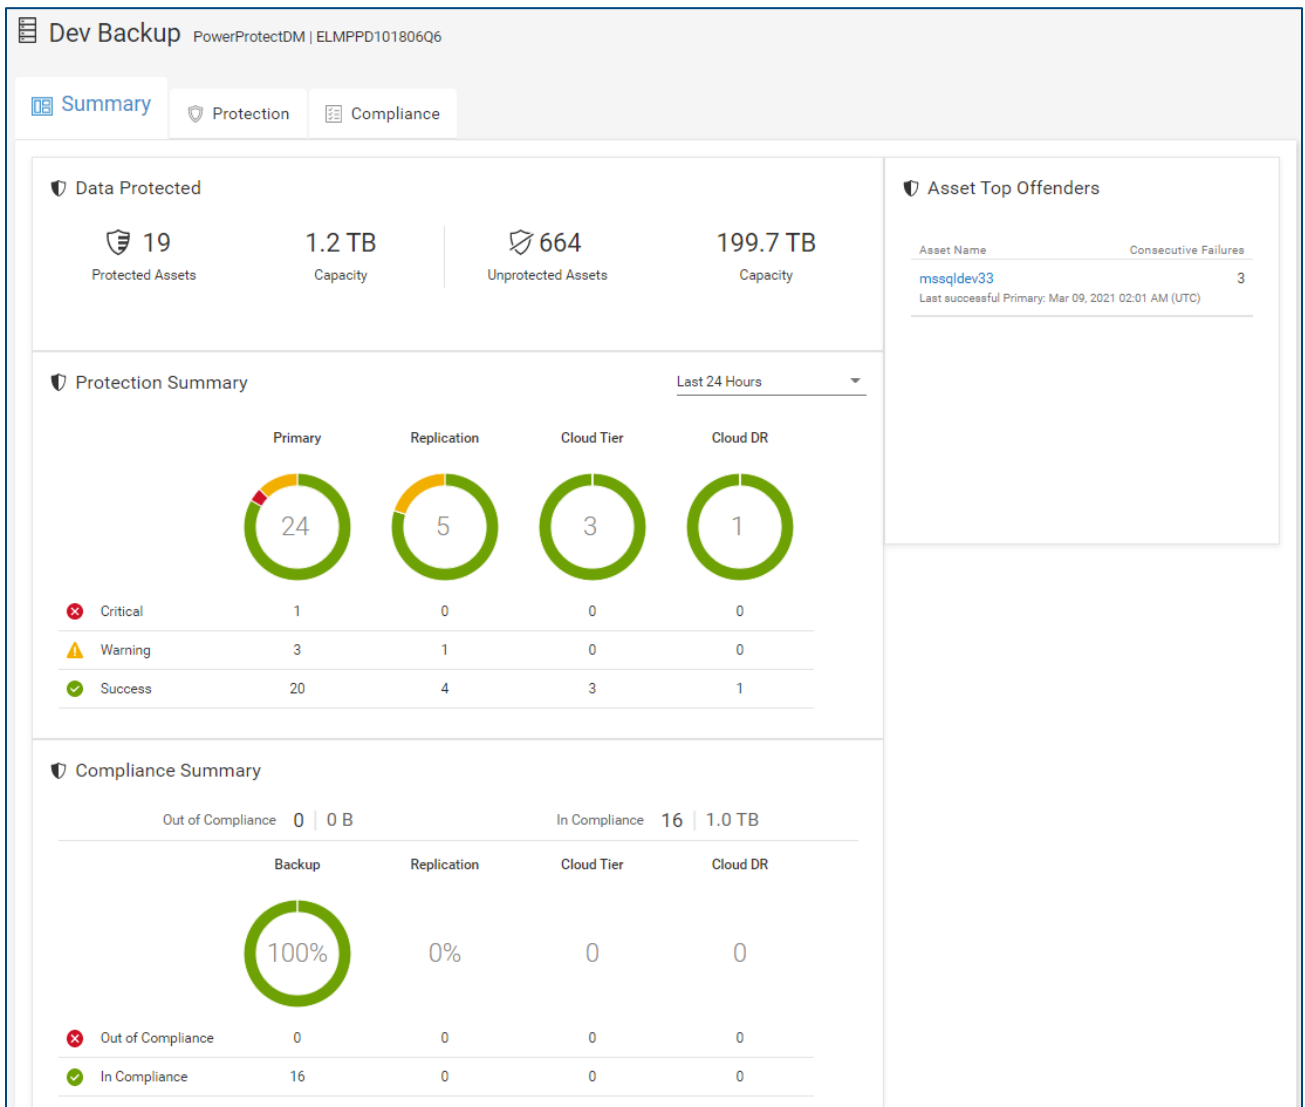 Dev Backup PowerProtectDM | ELMPPD101806Q6
Summary Protection Compliance
Data Protected
19 1.2 TB 664 199.7 TB
Protected Assets Capacity Unprotected Assets Capacity
Asset Top Offenders
Asset Name Consecutive Failures
mssqldev33 3
Last successful Primary: Mar 09, 2021 02:01 AM (UTC)
Protection Summary Last 24 Hours
Primary Replication Cloud Tier Cloud DR
24 5 3 1
Critical 1 0 0 0
Warning 3 1 0 0
Success 20 4 3 1
Compliance Summary
Out of Compliance 0 | 0 B In Compliance 16 | 1.0 TB
Backup Replication Cloud Tier Cloud DR
100% 0% 0 0
Out of Compliance 0 0 0 0
In Compliance 16 0 0 0